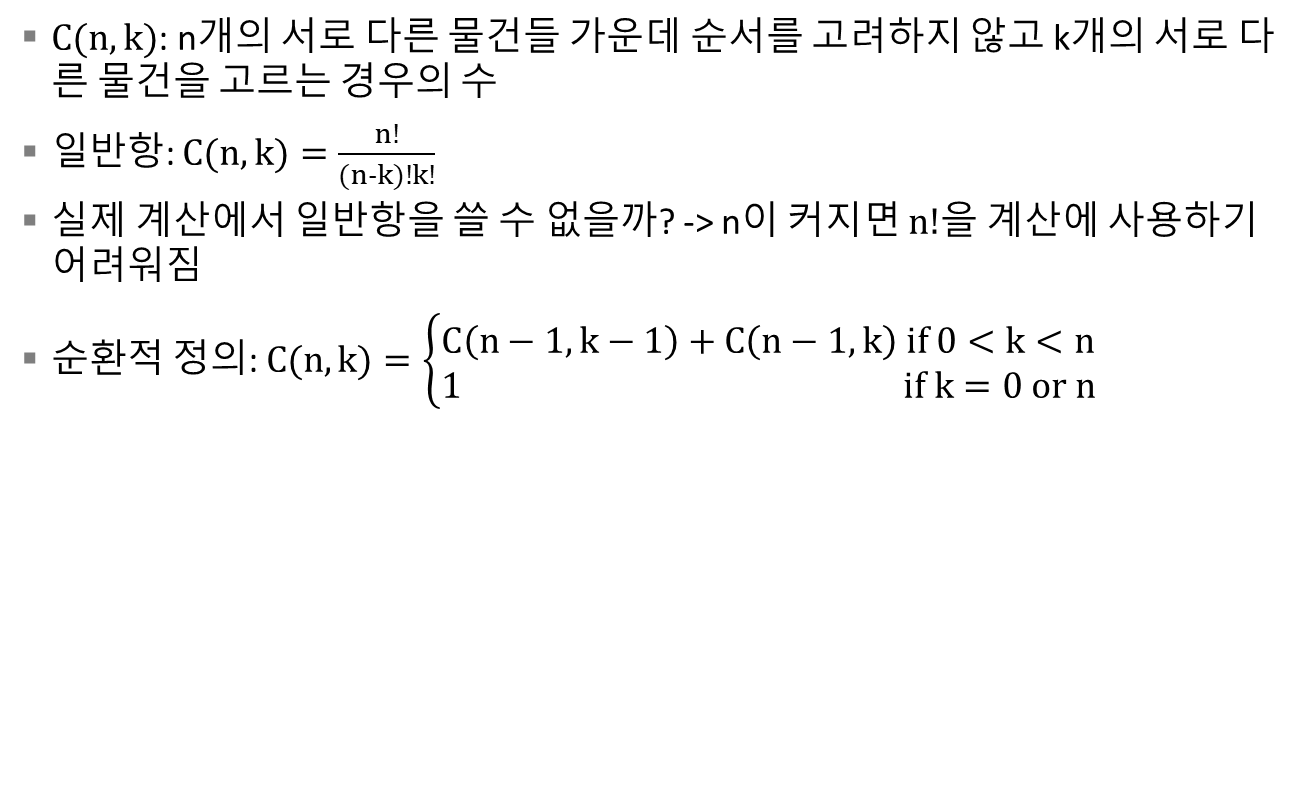 ▪ C(n, k): n개의 서로 다른 물건들 가운데 순서를 고려하지 않고 k개의 서로 다
른 물건을 고르는 경우의 수
▪ 일반항: C(n, k) = n! / (n-k)!k!
▪ 실제 계산에서 일반항을 쓸 수 없을까? -> n이 커지면 n!을 계산에 사용하기
어려워짐
▪ 순환적 정의: C(n, k) = { C(n − 1, k − 1) + C(n − 1, k) if 0 < k < n
1 if k = 0 or n